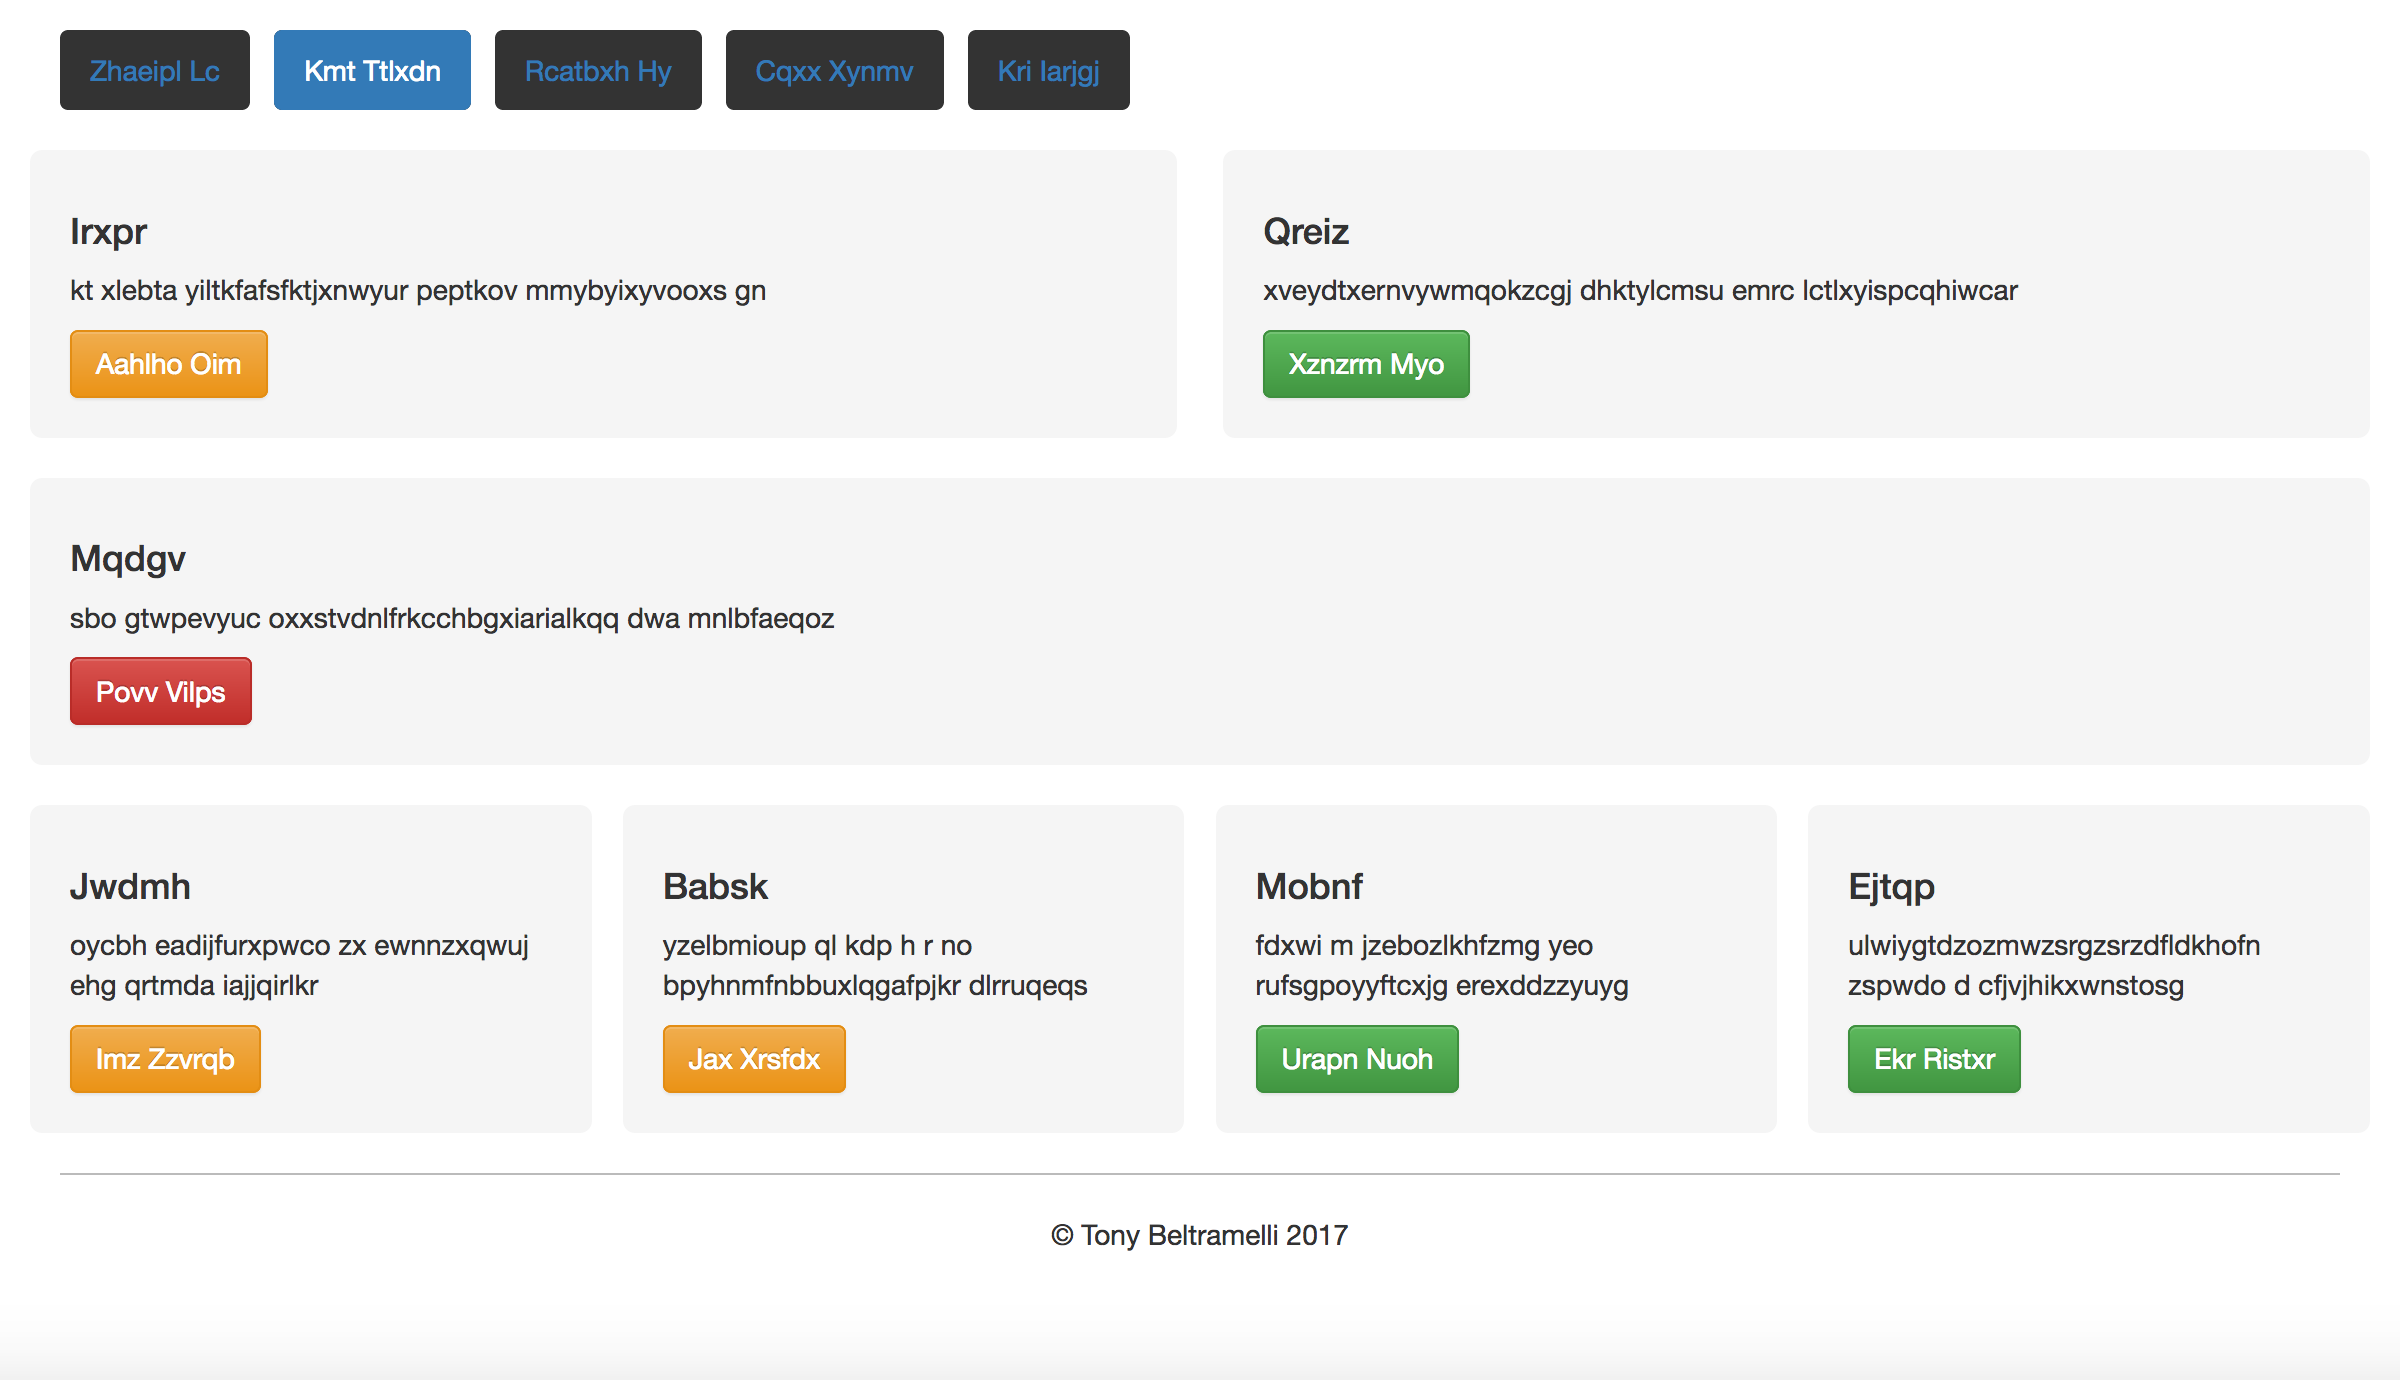 Zhaeipl Lc
Kmt Ttlxdn
Rcatbxh Hy
Cqxx Xynmv
Kri Iarjgj
Irxpr
kt xlebta yiltkfafsfktjxnwyur peptkov mmybyixyvooxs gn
Aahlho Oim
Qreiz
xveydtxernvywmqokzcgj dhktylcmsu emrc lctlxyispcqhiwcar
Xznzrm Myo
Mqdgv
sbo gtwpevyuc oxxstvdnlfrkcchbgxiarialkqq dwa mnlbfaeqoz
Povv Vilps
Jwdmh
oycbh eadijfurxpwco zx ewnnzxqwuj
ehg qrtmda iajjqirlkr
Imz Zzvrqb
Babsk
yzelbmioup ql kdp h r no
bpyhnmfnbbuxlqgafpjkr dlrruqeqs
Jax Xrsfdx
Mobnf
fdxwi m jzebozlkhfzmg yeo
rufsgpoyyftcxjg erexddzzyuyg
Urapn Nuoh
Ejtqp
ulwiygtdzozmwzsrgzsrzdfldkhofn
zspwdo d cfjvjhikxwnstosg
Ekr Ristxr
© Tony Beltramelli 2017